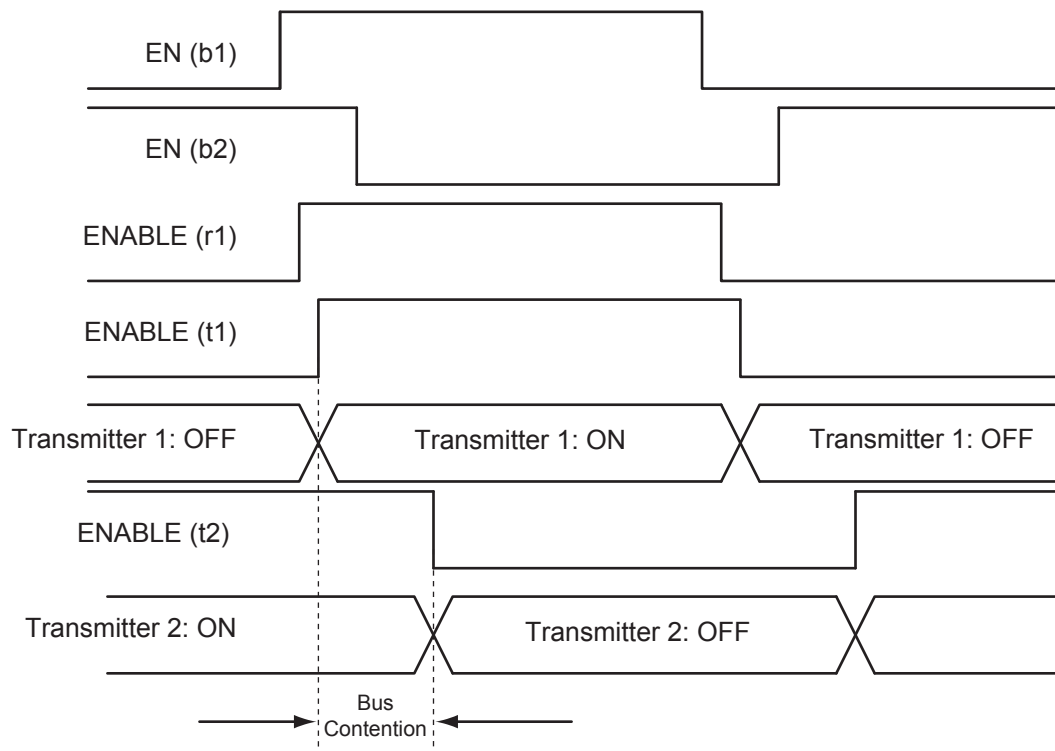 EN (b1)
EN (b2)
ENABLE (r1)
ENABLE (t1)
Transmitter 1: OFF
Transmitter 1: ON
Transmitter 1: OFF
ENABLE (t2)
Transmitter 2: ON
Transmitter 2: OFF
Bus
Contention